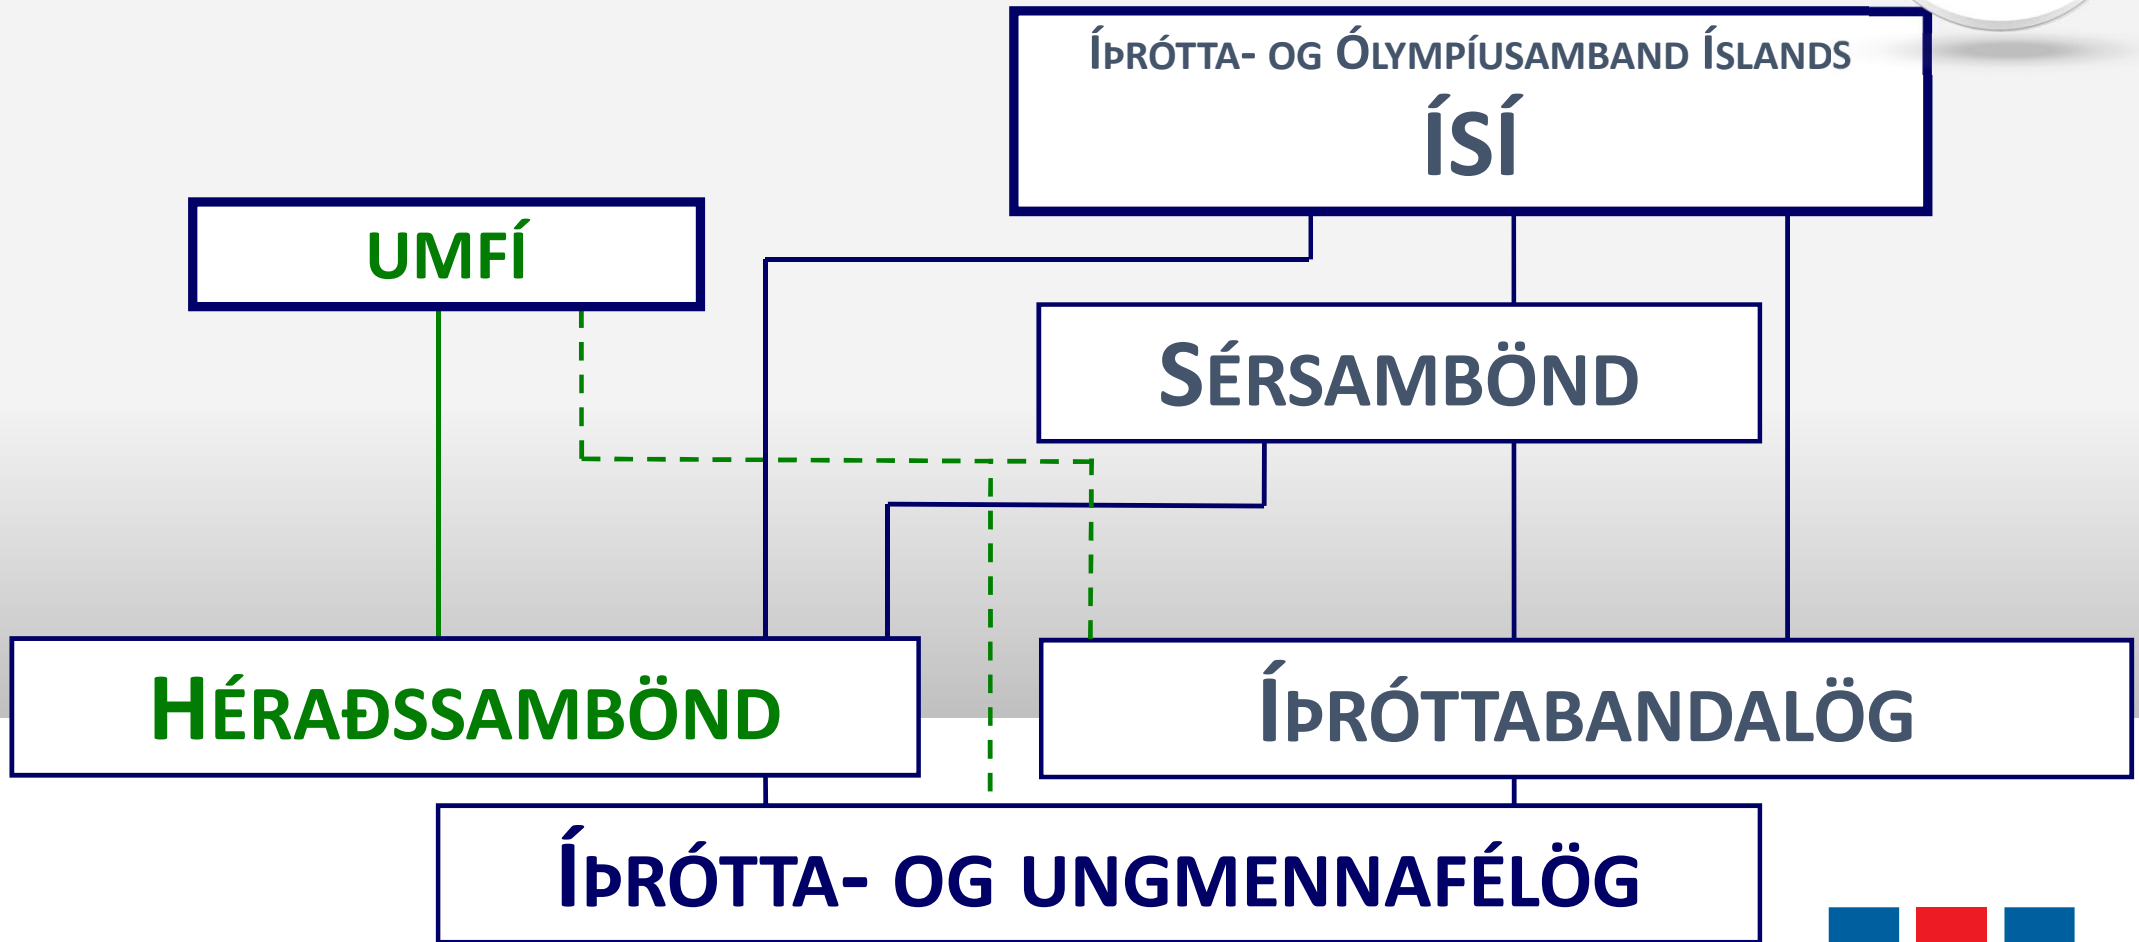 Íþrótta- og Ólympíusamband Íslands
ÍSÍ
UMFÍ
Sérsambönd
Héraðssambönd
Íþróttabandalög
Íþrótta- og ungmennafélög